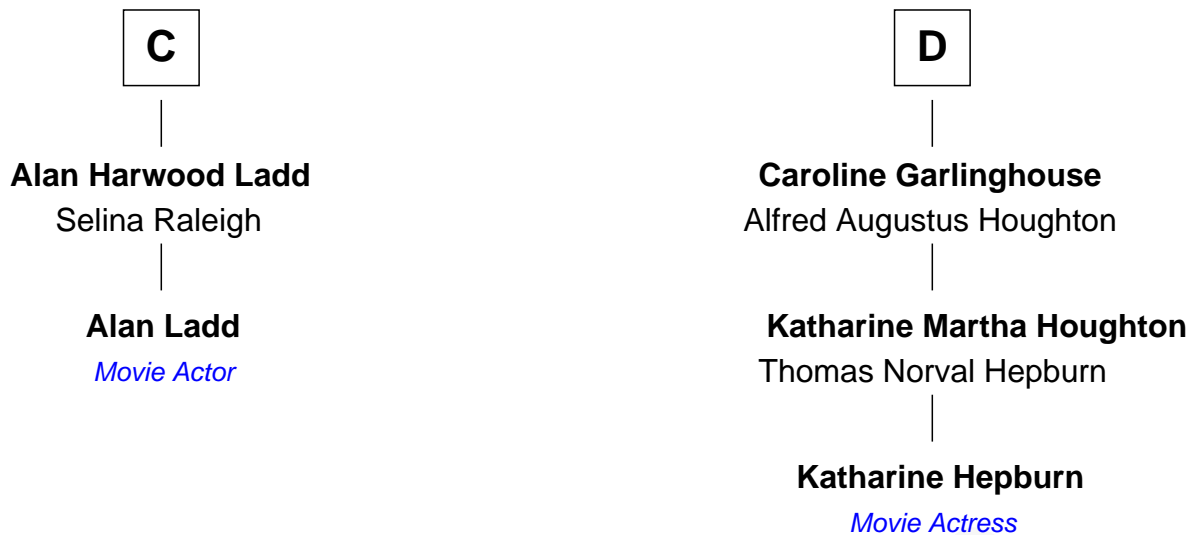 C
Alan Harwood Ladd
Selina Raleigh
Alan Ladd
Movie Actor
D
Caroline Garlinghouse
Alfred Augustus Houghton
Katharine Martha Houghton
Thomas Norval Hepburn
Katharine Hepburn
Movie Actress